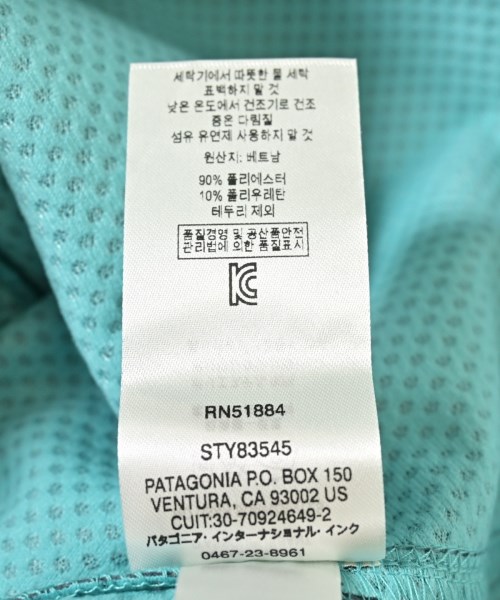 세탁기에서 따뜻한 물 세탁
표백하지 말 것
낮은 온도에서 건조기로 건조
중온 다림질
섬유 유연제 사용하지 말 것
원산지: 베트남
90% 폴리에스터
10% 폴리우레탄
테두리 제외
품질경영 및 공산품안전
관리법에 의한 품질표시
RN51884
STY83545
PATAGONIA P.O. BOX 150
VENTURA, CA 93002 US
CUIT:30-70924649-2
パタゴニア・インターナショナル・インク
0467-23-8961